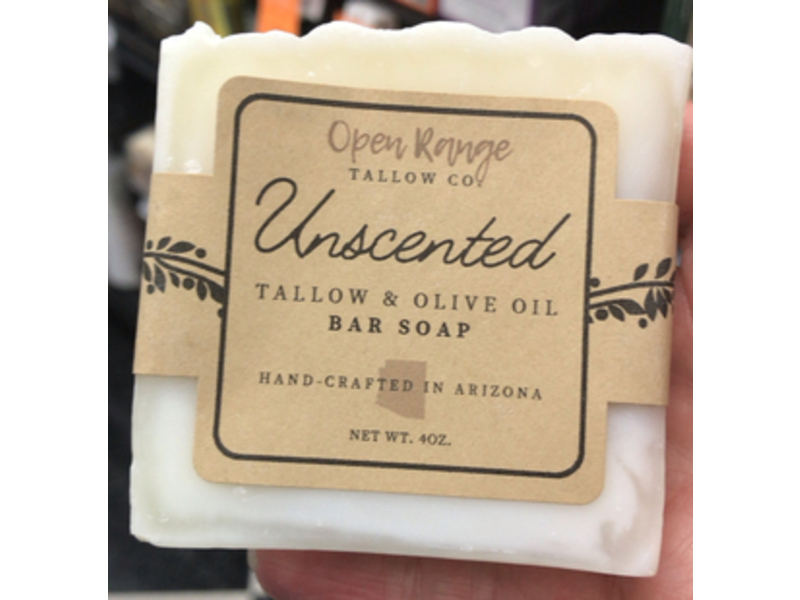 Open Range
TALLOW CO.
Unscented
TALLOW & OLIVE OIL
BAR SOAP
HAND-CRAFTED IN ARIZONA
NET WT. 4OZ.